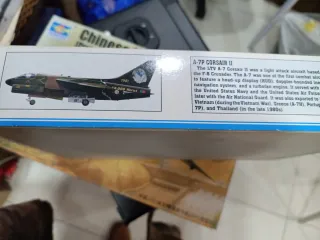 Chinese
A-7P CORSAIR II
The LTV A-7 Corsair II was a light attack aircraft based
the F-8 Crusader. The A-7 was one of the first combat air
to feature a head-up display (HUD),
navigation system, and a turbofan engine. It served with
the United States Navy and the United States Air Force
later with the Air National Guard. It was also exported to
Vietnam (during the Vietnam War). Greece (A-7H), Portugal
7P), and Thailand (in the late 1980s).